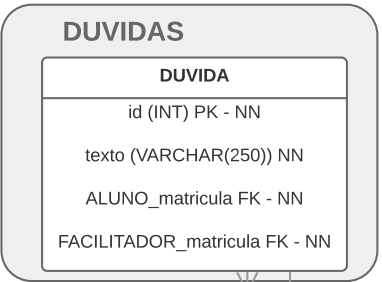 DUVIDAS
DUVIDA
id (INT) PK - NN
texto (VARCHAR(250)) NN
ALUNO_matricula FK - NN
FACILITADOR_matricula FK - NN